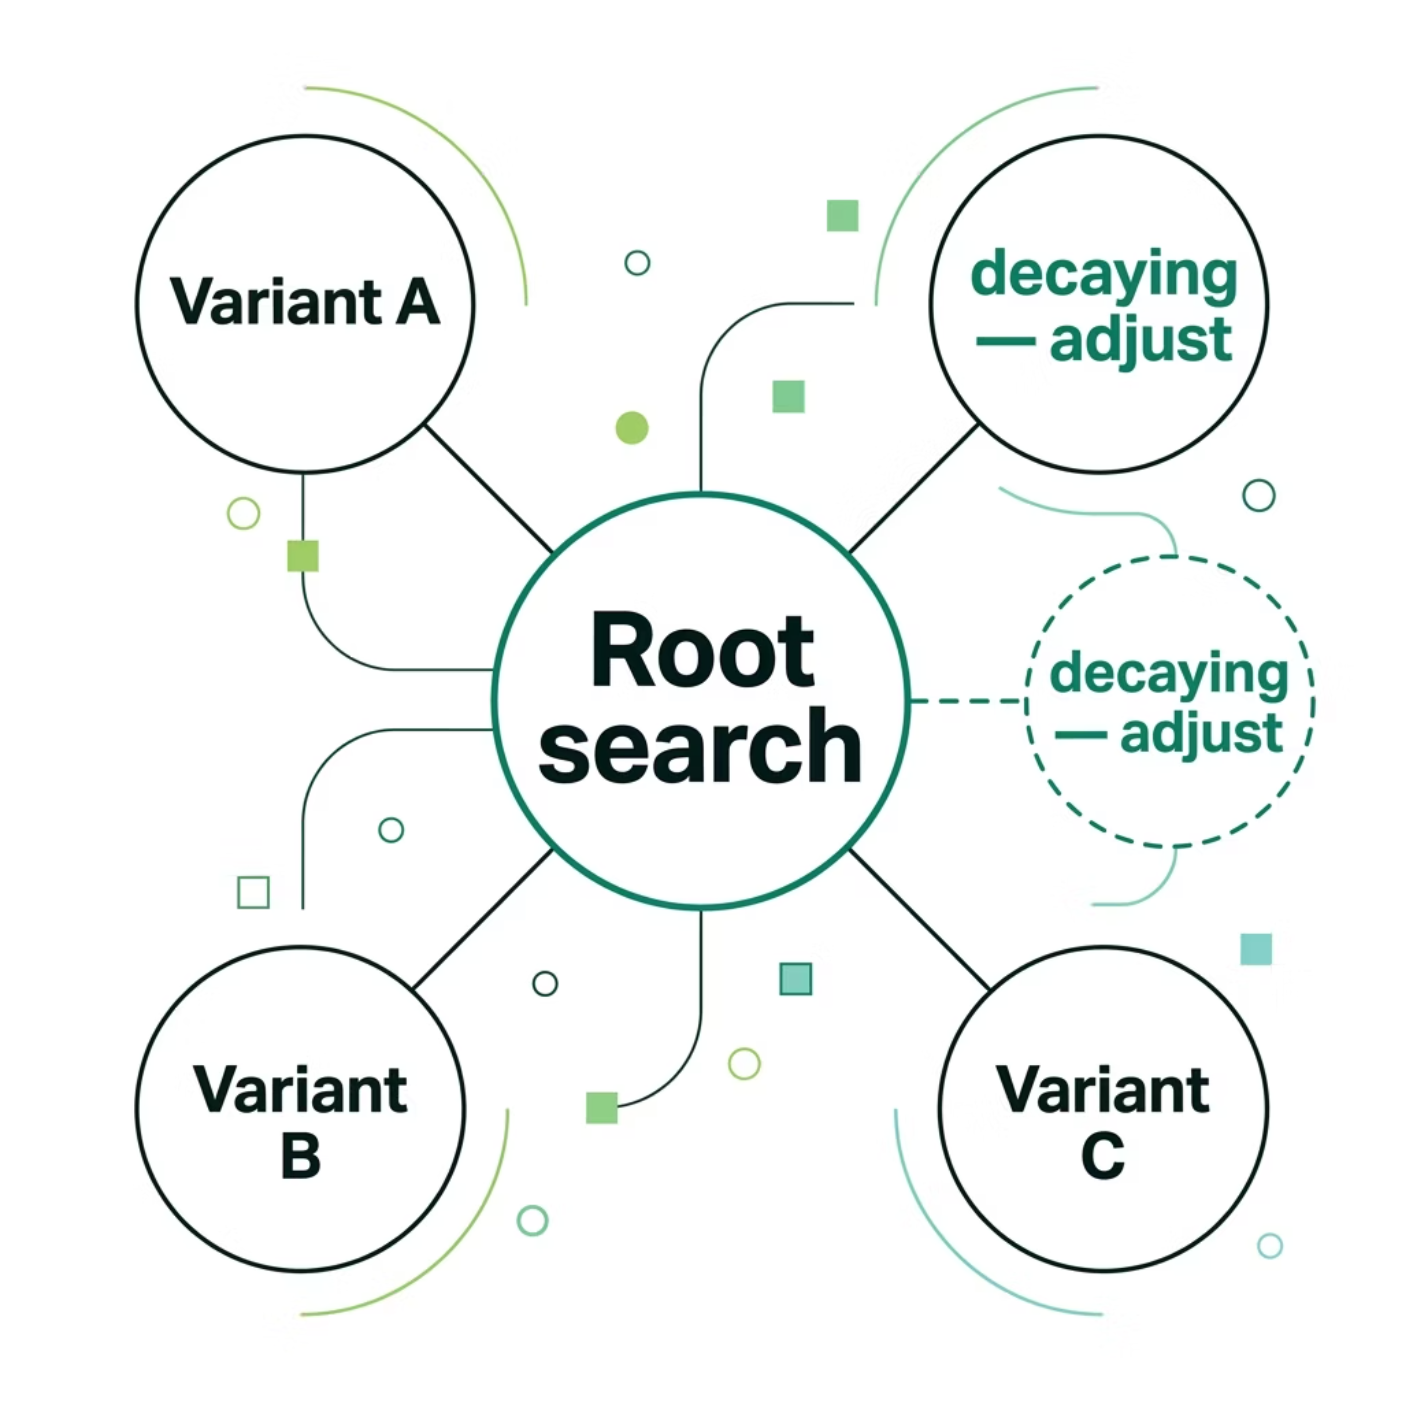 Variant A
decaying
— adjust
Root
search
decaying
— adjust
Variant
B
Variant
C